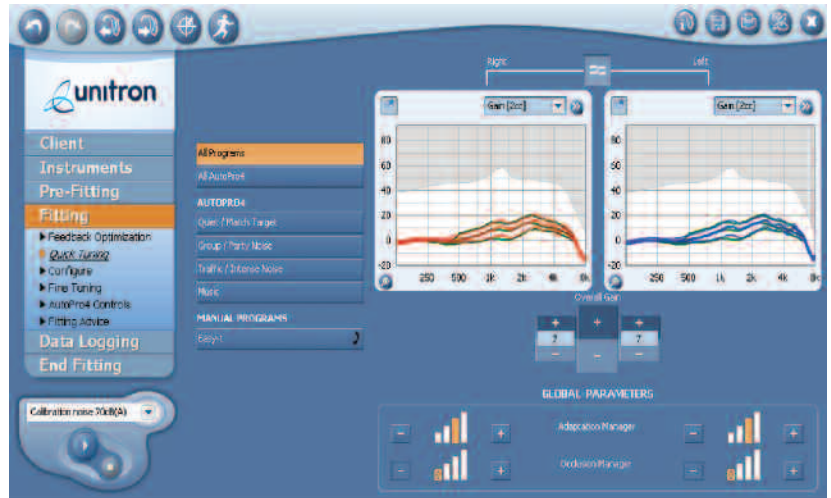 unitron
Client
Instruments
Pre-Fitting
Fitting
Feedback Optimization
Quick Tuning
Configure
Fine Tuning
AutoPro4 Controls
Fitting Advice
Data Logging
End Fitting
Calibration noise 70dB(A)
All Programs
All AutoPro4
AUTOPRO4
Quiet / Match Target
Group / Party Noise
Traffic / Intense Noise
Music
MANUAL PROGRAMS
Easy-t
Right
Left
Gain [2cc]
Gain [2cc]
80
60
40
20
0
-20
250 500 1k 2k 4k 8k
80
60
40
20
0
-20
250 500 1k 2k 4k 8k
Overall Gain
+ + +
7 7
- - -
GLOBAL PARAMETERS
- + Adaptation Manager - +
- + Occlusion Manager - +